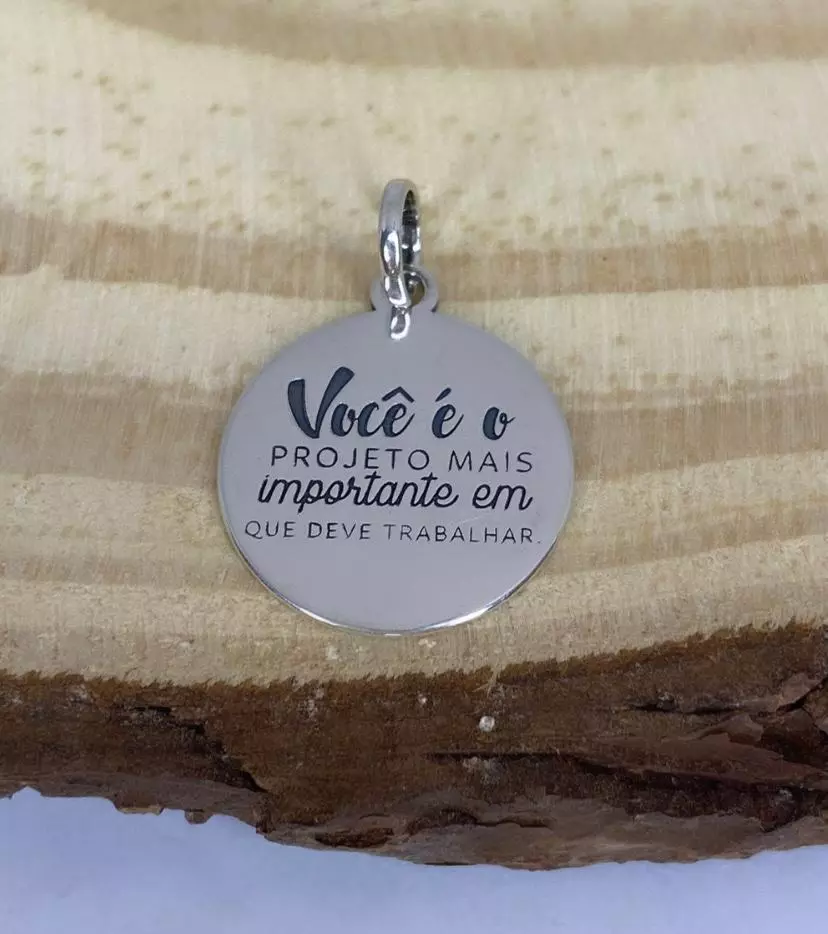 Você é o
PROJETO MAIS
importante em
QUE DEVE TRABALHAR.